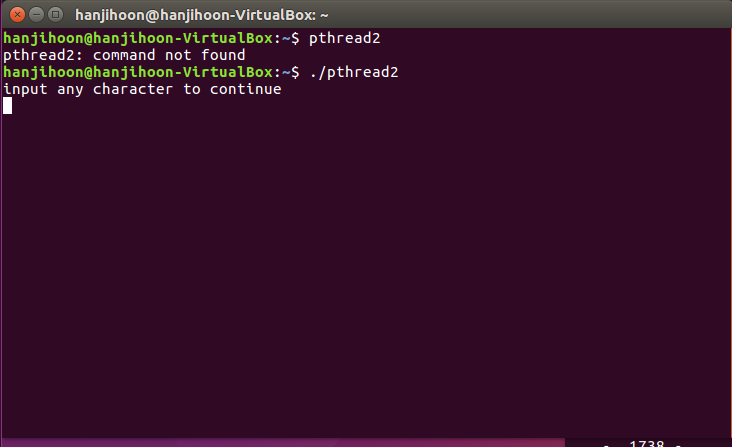 hanjihoon@hanjihoon-VirtualBox: ~
hanjihoon@hanjihoon-VirtualBox:~$ pthread2
pthread2: command not found
hanjihoon@hanjihoon-VirtualBox:~$ ./pthread2
input any character to continue
- 1738 -